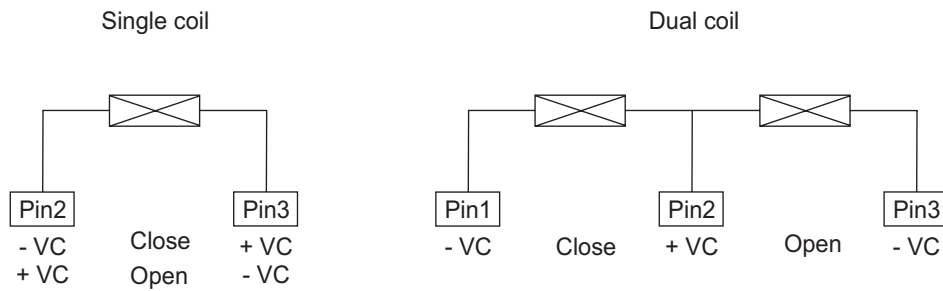 Single coil
Dual coil
Pin2
Pin3
Pin1
Pin2
Pin3
- VC
Close
+ VC
- VC
Close
+ VC
Open
- VC
+ VC
Open
- VC